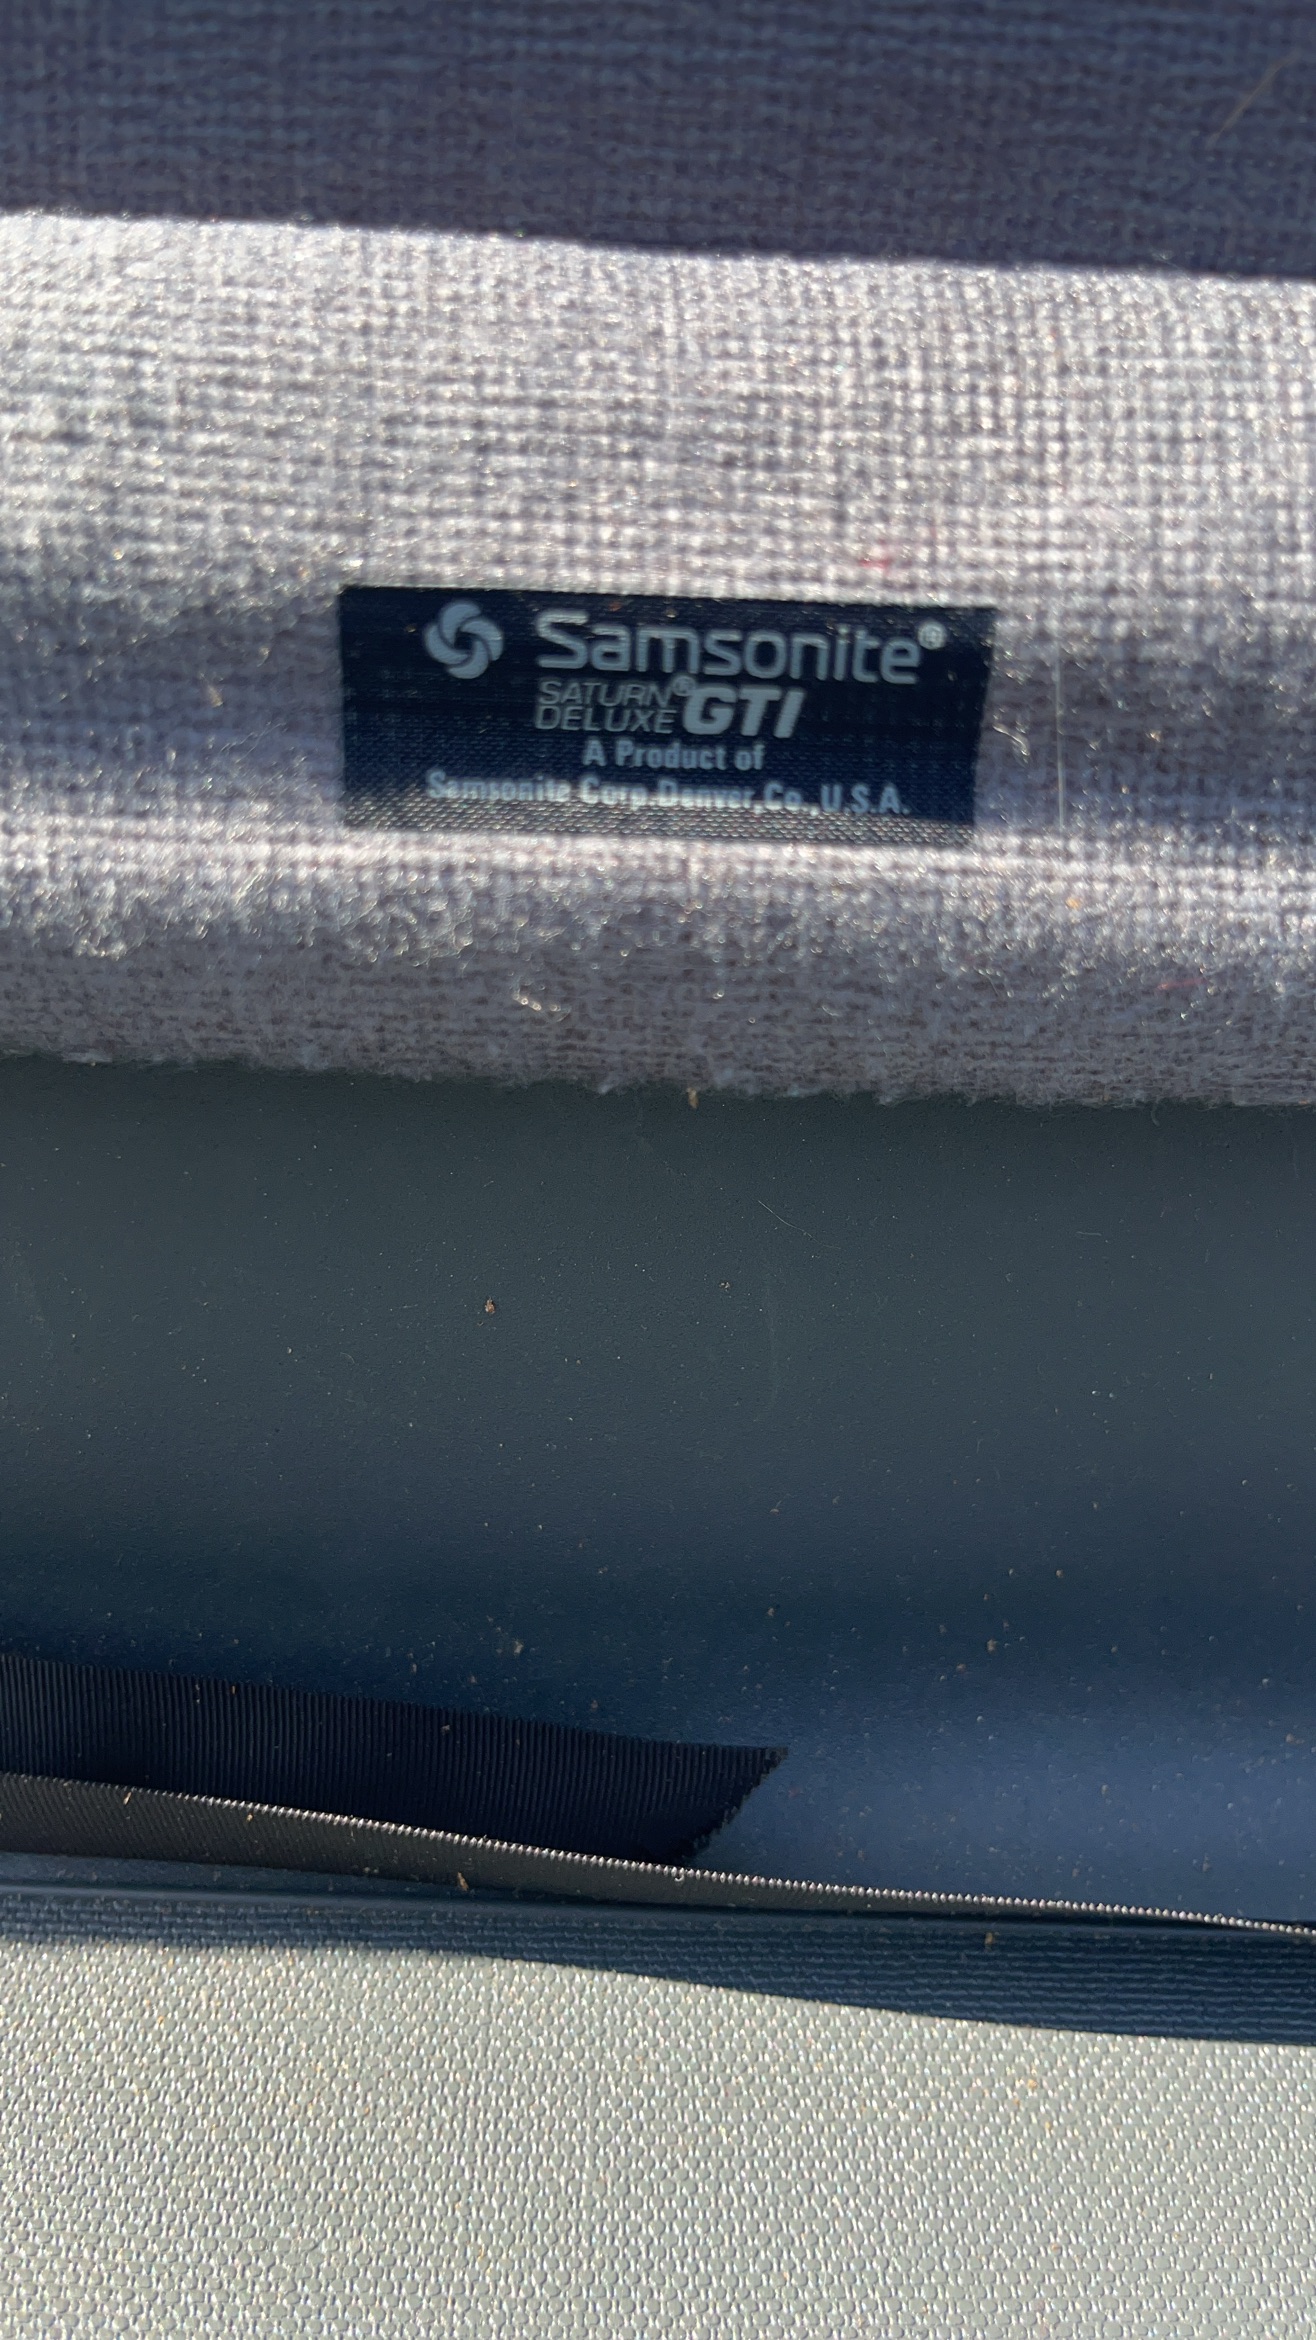 Samsonite®
SATURN® DELUXE GTI
A Product of
Samsonite Corp. Denver, Co., U.S.A.